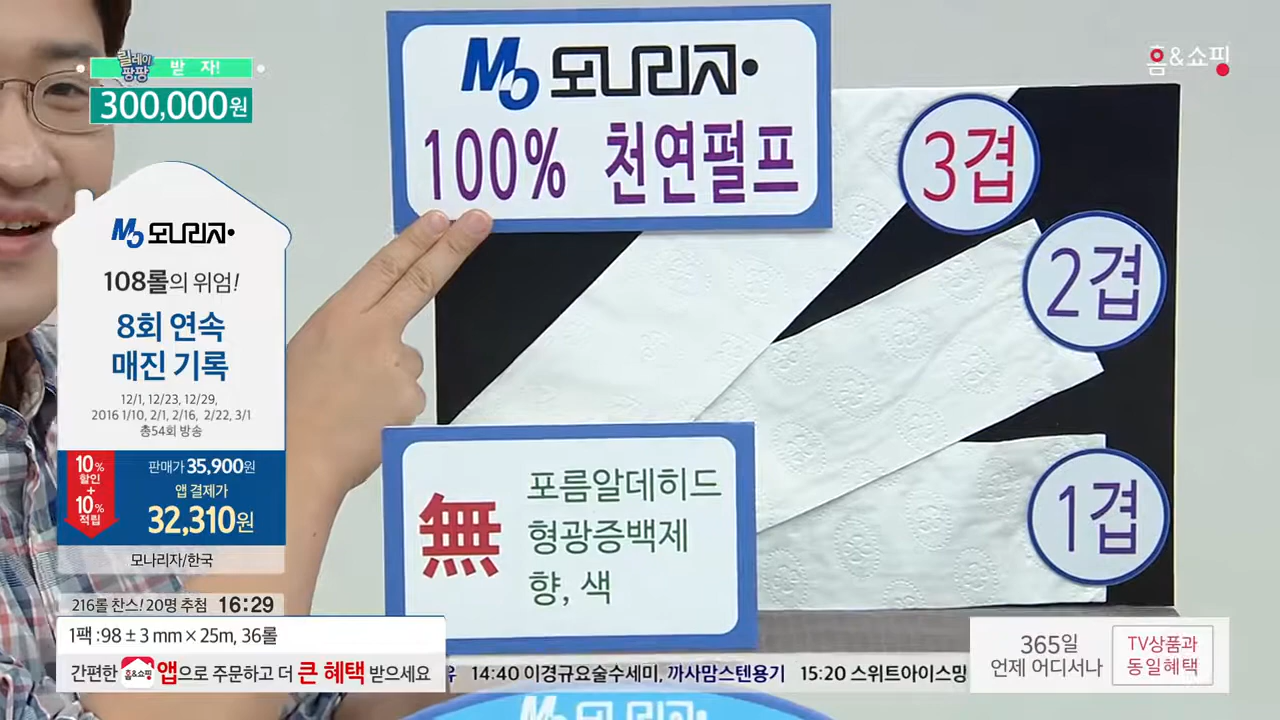 릴레이팡팡 받 자!
300,000원
Mo 모나리자
108롤의 위엄!
8회 연속
매진 기록
12/1, 12/23, 12/29,
2016 1/10, 2/1, 2/16, 2/22, 3/1
총54회 방송
10%
할인
+
10%
적립
판매가 35,900원
앱 결제가
32,310원
모나리자/한국
216롤 찬스! 20명 추첨 16:29
1팩 :98 ± 3 mm × 25m, 36롤
간편한 홈&쇼핑 앱으로 주문하고 더 큰 혜택 받으세요
Mo 모나리자
100% 천연펄프
3겹
2겹
1겹
無
포름알데히드
형광증백제
향, 색
홈&쇼핑
14:40 이경규요술수세미, 까사맘스텐용기 15:20 스위트아이스망
365일
언제 어디서나
TV상품과
동일혜택
Mo 모나리자